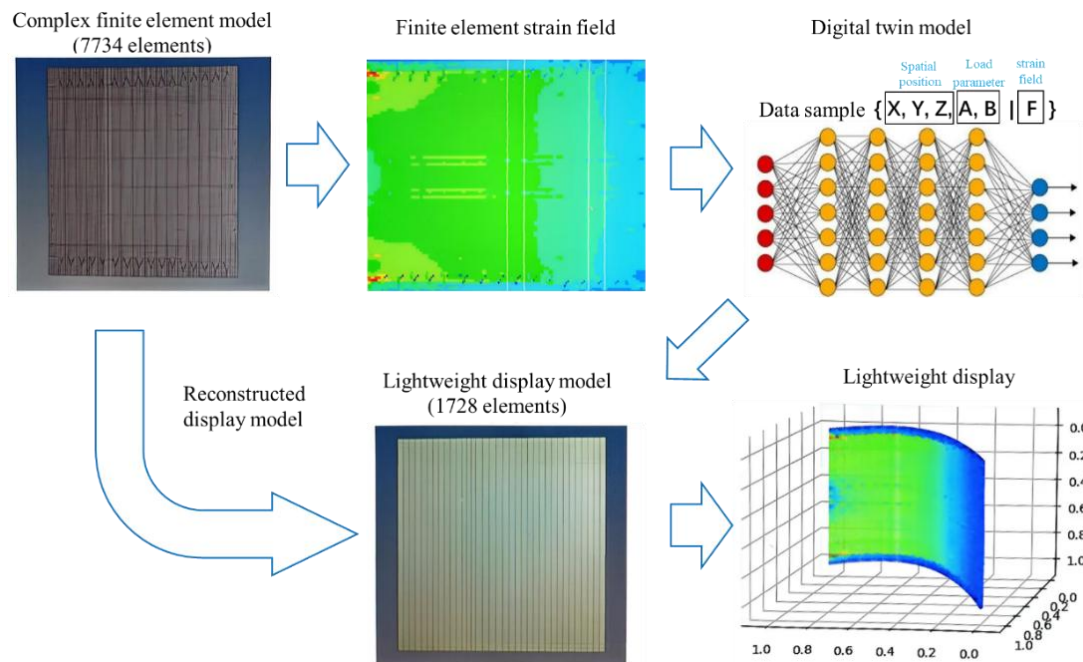 Complex finite element model
(7734 elements)
Finite element strain field
Digital twin model
Spatial
position
Load
parameter
strain
field
Data sample { X, Y, Z, A, B | F }
Reconstructed
display model
Lightweight display model
(1728 elements)
Lightweight display
0.0
0.2
0.4
0.6
0.8
1.0
0.0
0.2
0.4
0.6
0.8
1.0
1.0
0.8
0.6
0.4
0.2
0.0